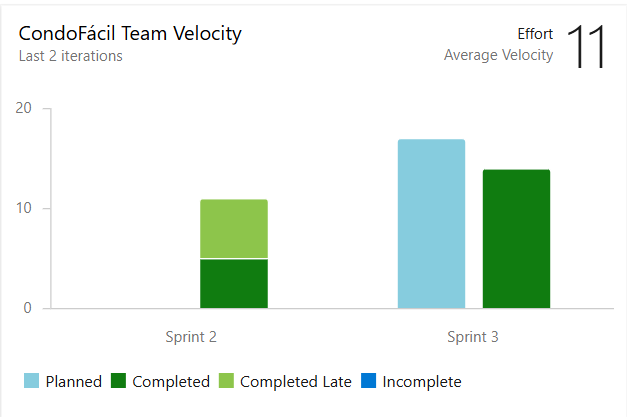 CondoFácil Team Velocity
Last 2 iterations
Effort
Average Velocity
11
20
10
0
Sprint 2
Sprint 3
Planned
Completed
Completed Late
Incomplete